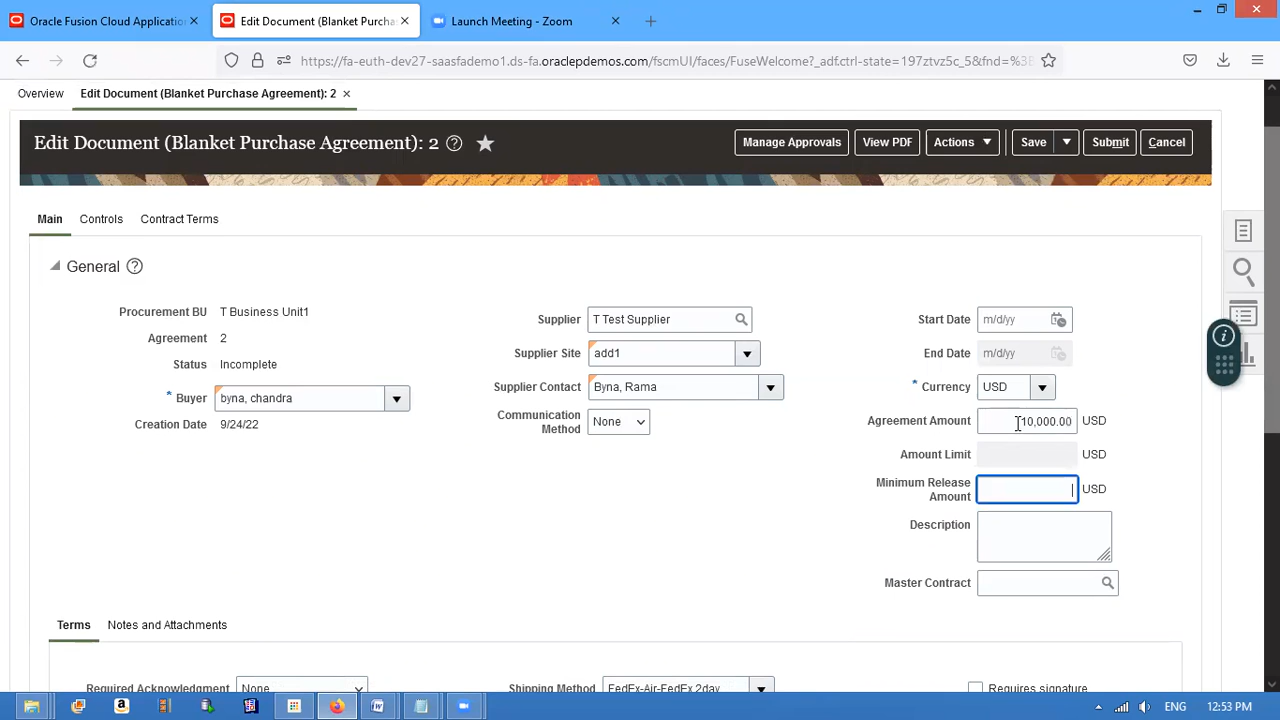 Oracle Fusion Cloud Applicatio
Edit Document (Blanket Purcha
Launch Meeting - Zoom
https://fa-euth-dev27-saasfademo1.ds-fa.oraclepdemos.com/fscmUI/faces/FuseWelcome?_adf.ctrl-state=197ztvz5c_5&fnd=%3
Overview
Edit Document (Blanket Purchase Agreement): 2
Edit Document (Blanket Purchase Agreement): 2
Manage Approvals
View PDF
Actions
Save
Submit
Cancel
Main
Controls
Contract Terms
General
Procurement BU T Business Unit1
Agreement 2
Status Incomplete
* Buyer byna, chandra
Creation Date 9/24/22
Supplier T Test Supplier
Supplier Site add1
Supplier Contact Byna, Rama
Communication
Method
None
Start Date m/d/yy
End Date m/d/yy
* Currency USD
Agreement Amount 10,000.00 USD
Amount Limit USD
Minimum Release
Amount
USD
Description
Master Contract
Terms
Notes and Attachments
Required Acknowledgment None
Shipping Method FedEx-Air-FedEx 2day
Requires signature
ENG
12:53 PM